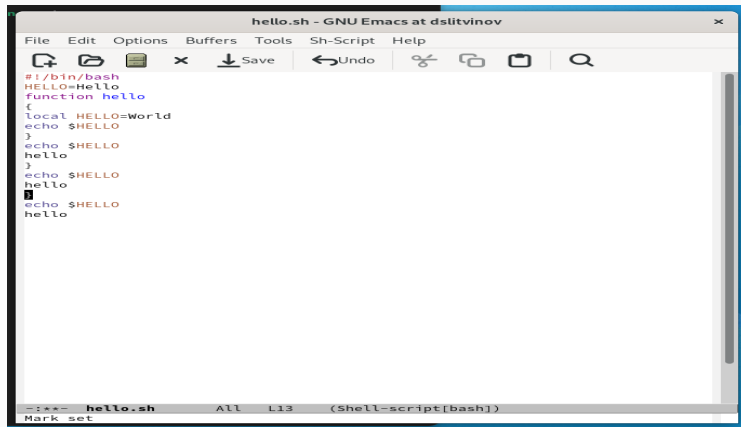 hello.sh - GNU Emacs at dslitvinov
File Edit Options Buffers Tools Sh-Script Help
Save Undo
#!/bin/bash
HELLO=Hello
function hello
{
local HELLO=World
echo $HELLO
}
echo $HELLO
hello
}
echo $HELLO
hello
}
echo $HELLO
hello
-:**- hello.sh All L13 (Shell-script[bash])
Mark set